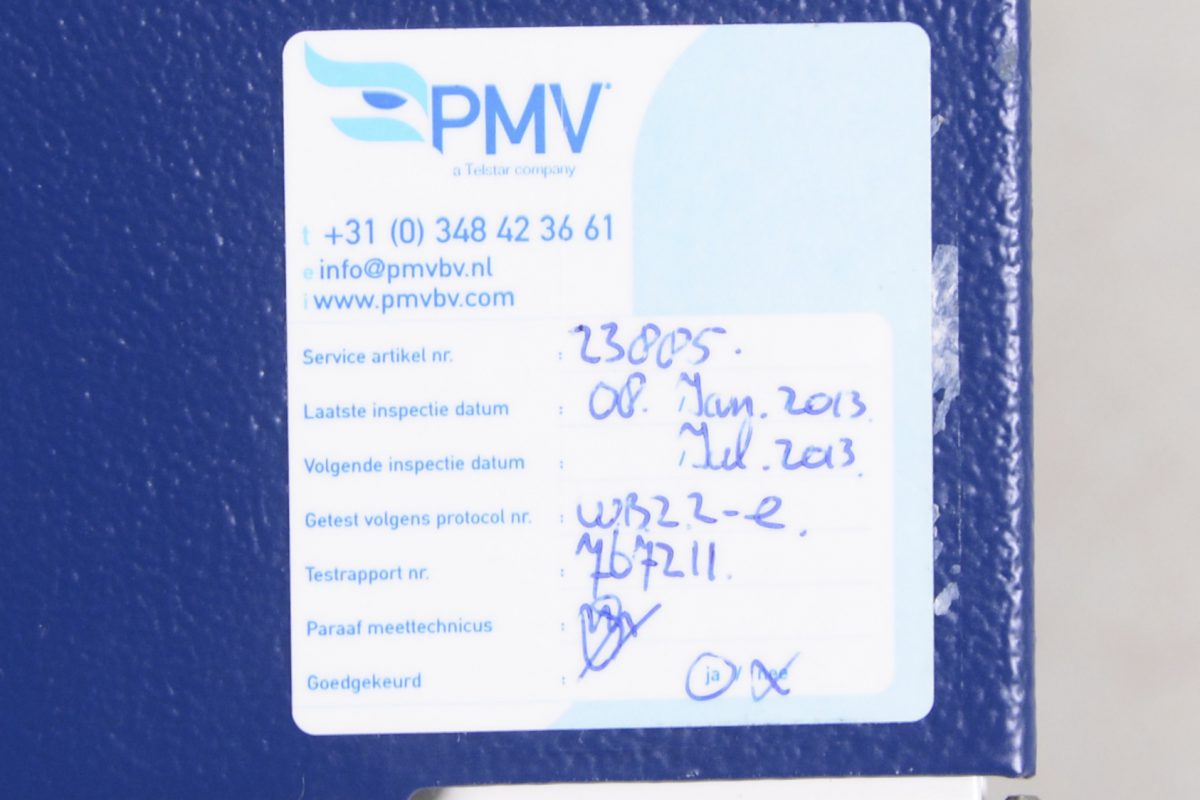 PMV
a Telstar company
t +31 (0) 348 42 36 61
e info@pmvbv.nl
i www.pmvbv.com
Service artikel nr. : 23805.
Laatste inspectie datum : 08. Jan. 2013.
Volgende inspectie datum : Jul. 2013.
Getest volgens protocol nr. : WB22-e.
Testrapport nr. : 767211.
Paraaf meettechnicus :
Goedgekeurd : ja / nee